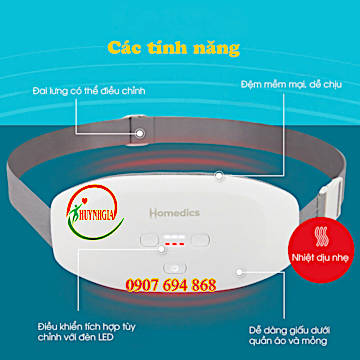 Các tính năng
Đai lưng có thể điều chỉnh
Đệm mềm mại, dễ chịu
HUYNHGIA
Homedics
Nhiệt dịu nhẹ
0907 694 868
Điều khiển tích hợp tùy
chỉnh với đèn LED
Dễ dàng giấu dưới
quần áo và mỏng